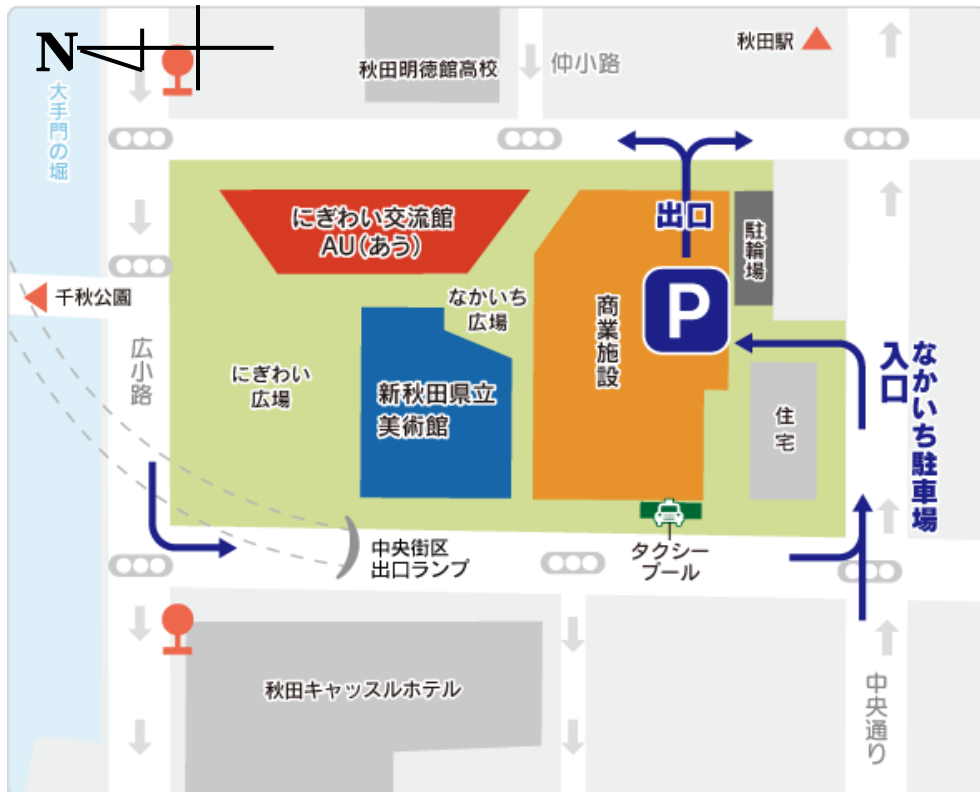 N
大手門の堀
秋田明徳館高校
仲小路
秋田駅
にぎわい交流館
AU(あう)
出口
駐輪場
P
千秋公園
なかいち
広場
商業施設
広小路
にぎわい
広場
新秋田県立
美術館
なかいち駐車場
入口
住宅
中央街区
出口ランプ
タクシー
プール
秋田キャッスルホテル
中央通り